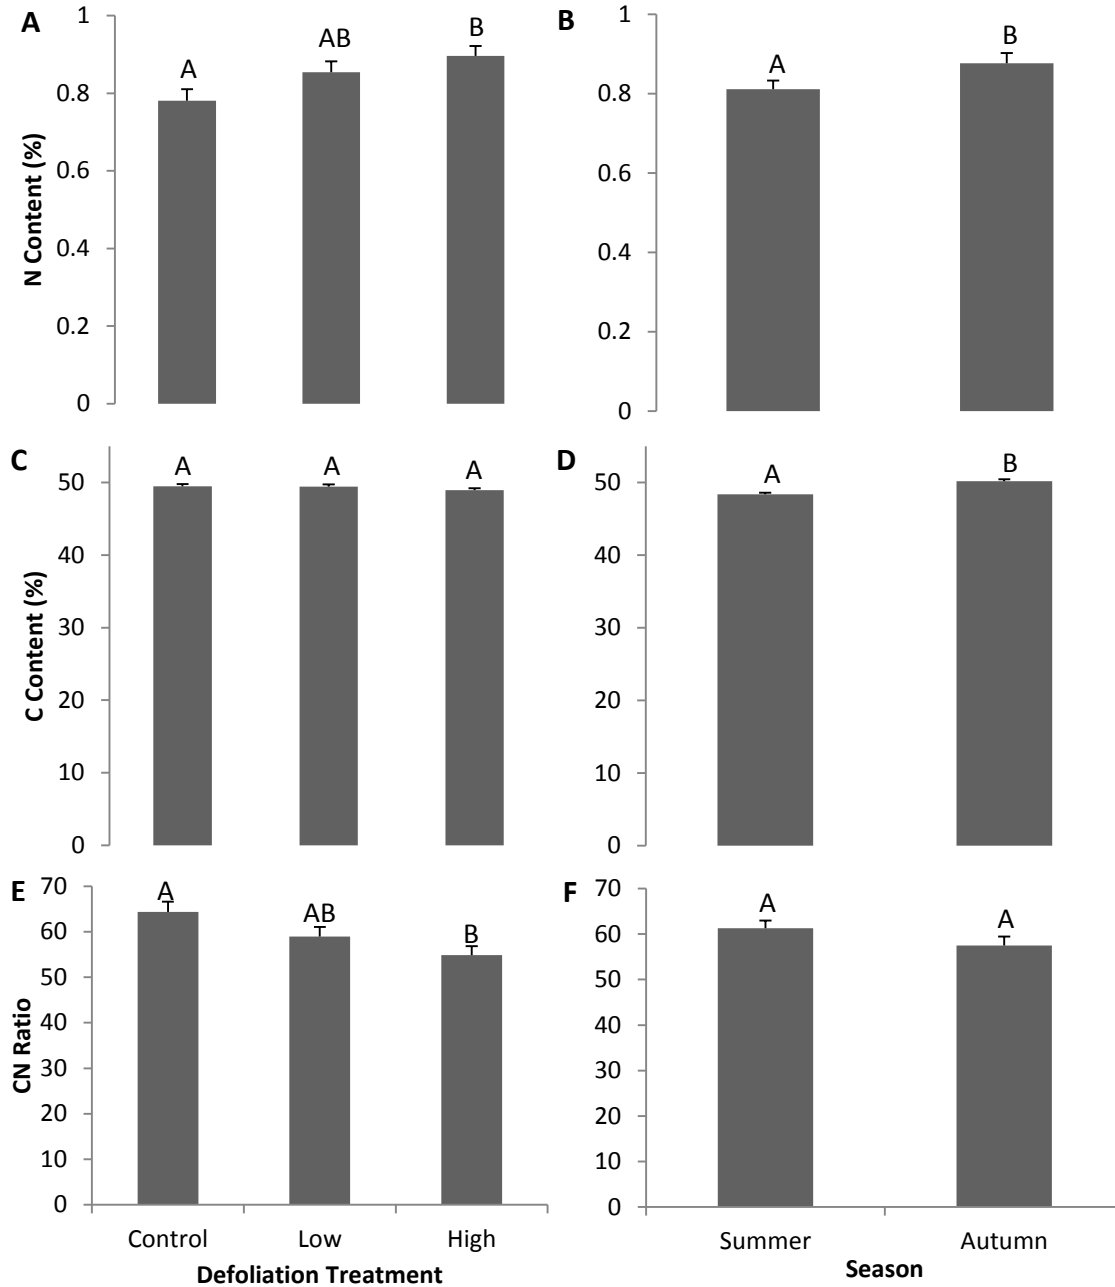 A
N Content (%)
1
0.8
0.6
0.4
0.2
0
A
AB
B
B
1
0.8
0.6
0.4
0.2
0
A
B
C
C Content (%)
50
40
30
20
10
0
A
A
A
D
50
40
30
20
10
0
A
B
E
CN Ratio
70
60
50
40
30
20
10
0
A
AB
B
Control Low High
Defoliation Treatment
F
70
60
50
40
30
20
10
0
A
A
Summer Autumn
Season